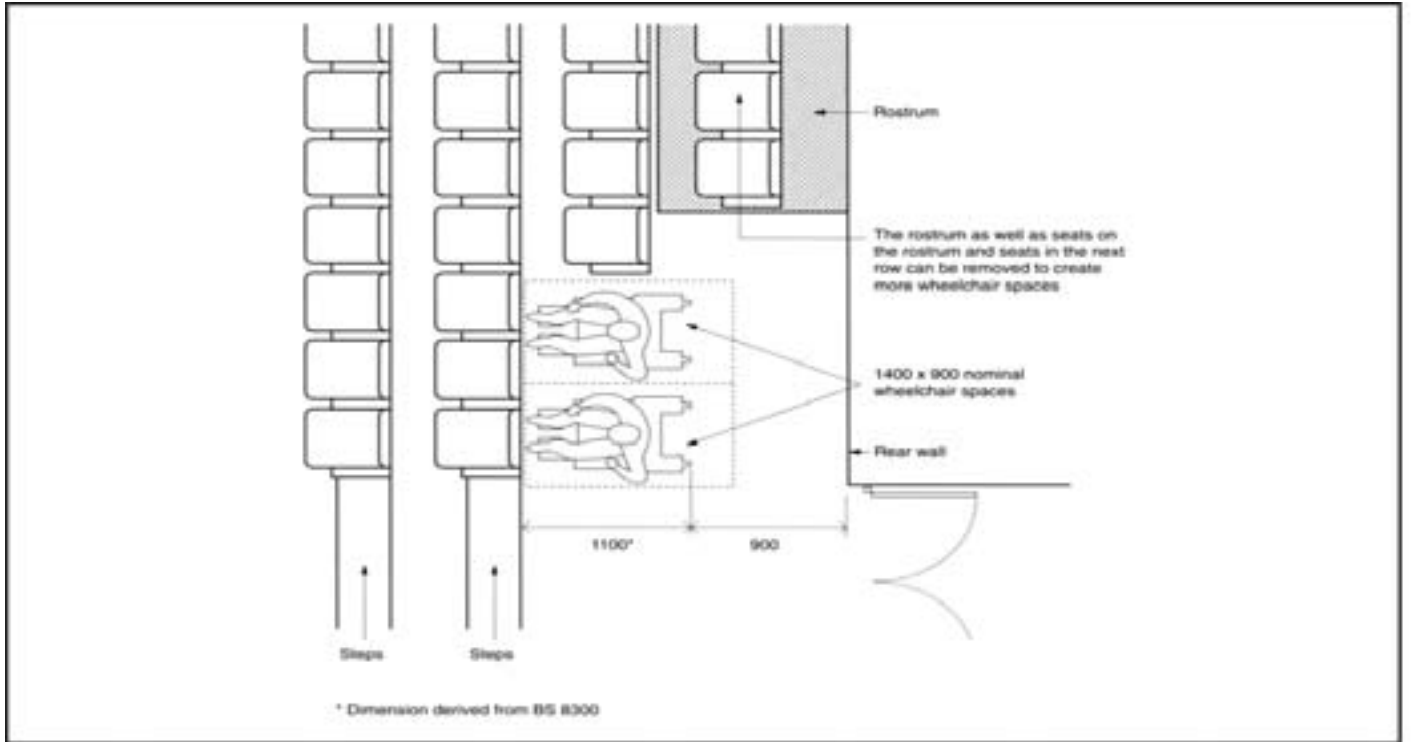 Rostrum
The rostrum as well as seats on
the rostrum and seats in the next
row can be removed to create
more wheelchair spaces
1400 x 900 nominal
wheelchair spaces
Rear wall
1100* 900
Steps Steps
* Dimension derived from BS 8300